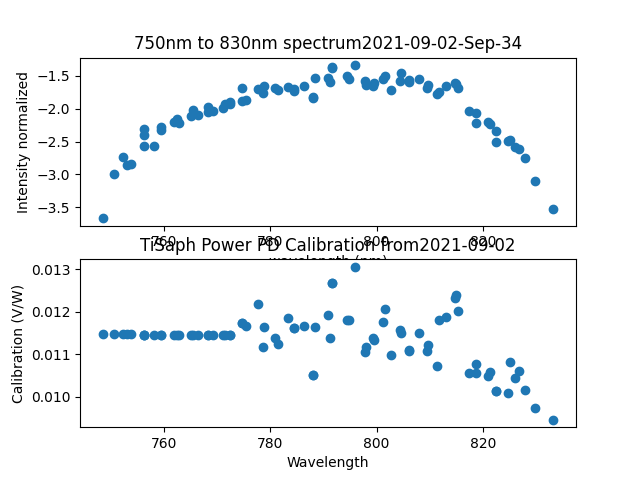 750nm to 830nm spectrum2021-09-02-Sep-34
Intensity normalized
−1.5
−2.0
−2.5
−3.0
−3.5
760 780 800 820
wavelength (nm)
TiSaph Power PD Calibration from2021-09-02
Calibration (V/W)
0.013
0.012
0.011
0.010
760 780 800 820
Wavelength